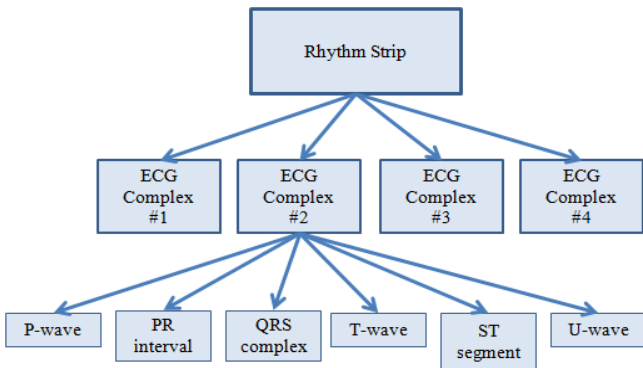 Rhythm Strip
ECG
Complex
#1
ECG
Complex
#2
ECG
Complex
#3
ECG
Complex
#4
P-wave
PR
interval
QRS
complex
T-wave
ST
segment
U-wave